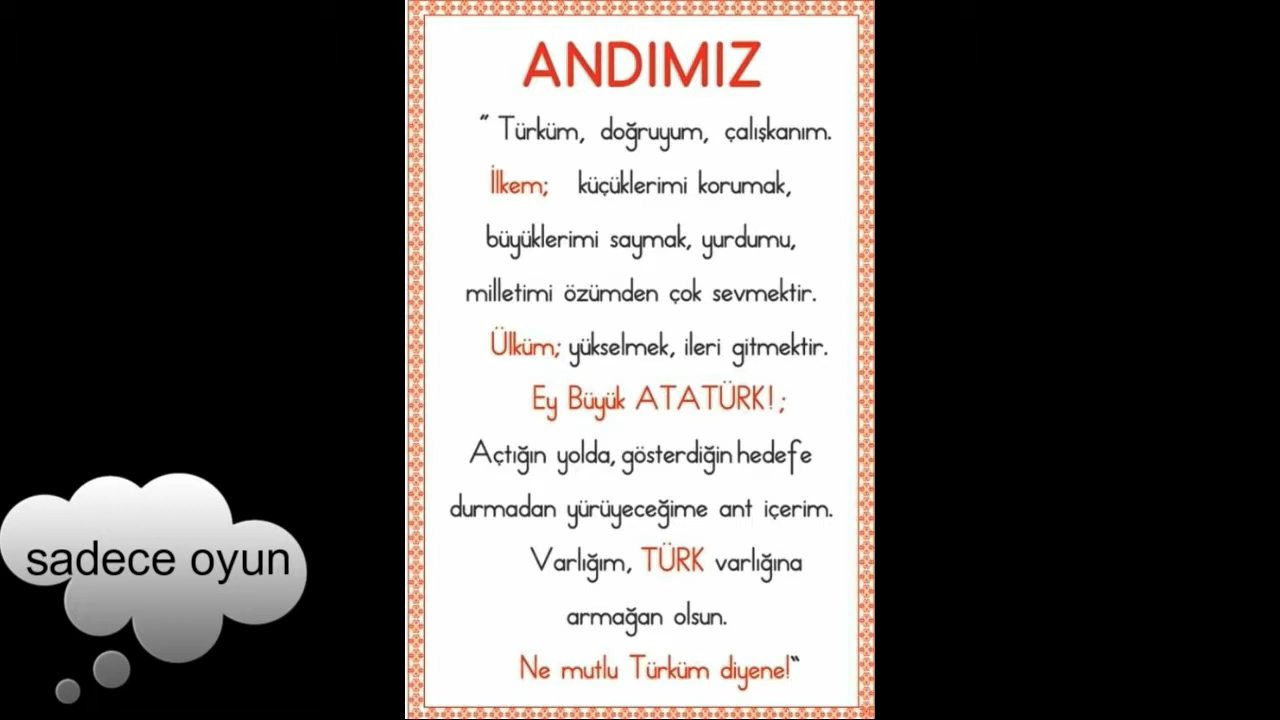 ANDIMIZ
" Türküm, doğruyum, çalışkanım.
İlkem; küçüklerimi korumak,
büyüklerimi saymak, yurdumu,
milletimi özümden çok sevmektir.
Ülküm; yükselmek, ileri gitmektir.
Ey Büyük ATATÜRK! ;
Açtığın yolda, gösterdiğin hedefe
durmadan yürüyeceğime ant içerim.
Varlığım, TÜRK varlığına
armağan olsun.
Ne mutlu Türküm diyene!"
sadece oyun